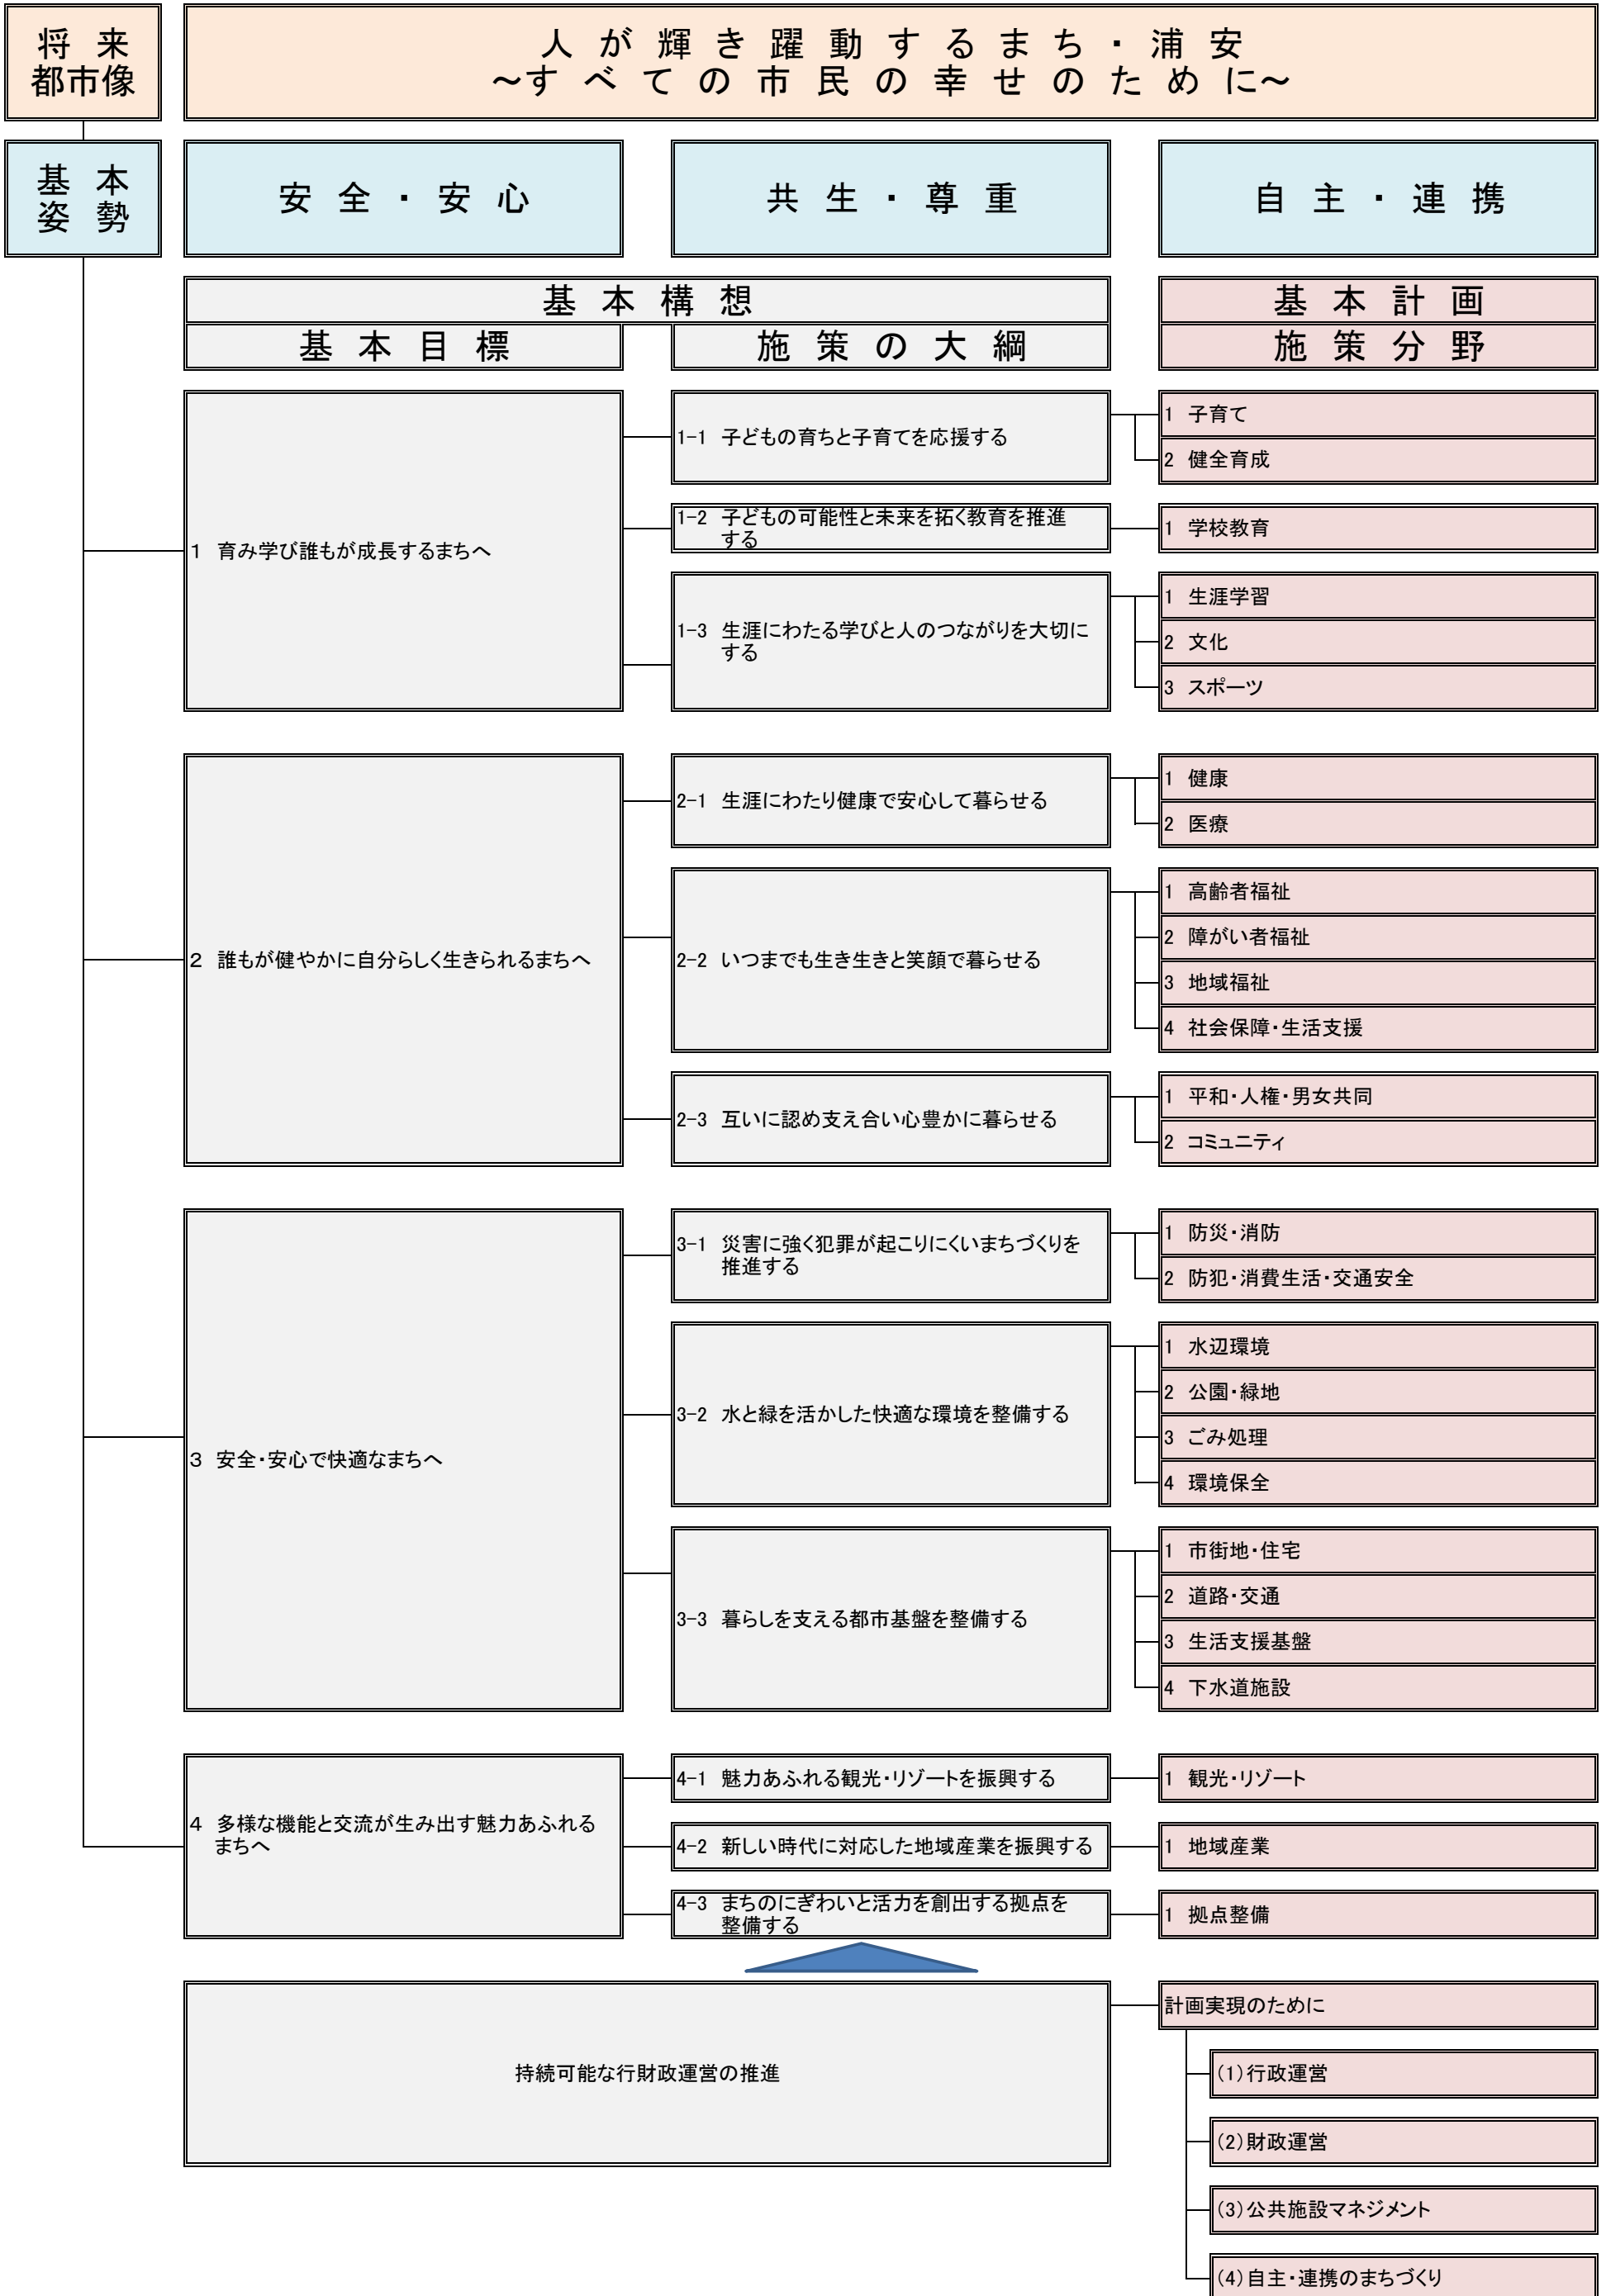 将来
都市像
人が輝き躍動するまち・浦安
～すべての市民の幸せのために～
基本
姿勢
安全・安心
共生・尊重
自主・連携
基本構想
基本計画
基本目標
施策の大綱
施策分野
1 育み学び誰もが成長するまちへ
1-1 子どもの育ちと子育てを応援する
1 子育て
2 健全育成
1-2 子どもの可能性と未来を拓く教育を推進
する
1 学校教育
1-3 生涯にわたる学びと人のつながりを大切に
する
1 生涯学習
2 文化
3 スポーツ
2 誰もが健やかに自分らしく生きられるまちへ
2-1 生涯にわたり健康で安心して暮らせる
1 健康
2 医療
2-2 いつまでも生き生きと笑顔で暮らせる
1 高齢者福祉
2 障がい者福祉
3 地域福祉
4 社会保障・生活支援
2-3 互いに認め支え合い心豊かに暮らせる
1 平和・人権・男女共同
2 コミュニティ
3 安全・安心で快適なまちへ
3-1 災害に強く犯罪が起こりにくいまちづくりを
推進する
1 防災・消防
2 防犯・消費生活・交通安全
3-2 水と緑を活かした快適な環境を整備する
1 水辺環境
2 公園・緑地
3 ごみ処理
4 環境保全
3-3 暮らしを支える都市基盤を整備する
1 市街地・住宅
2 道路・交通
3 生活支援基盤
4 下水道施設
4 多様な機能と交流が生み出す魅力あふれる
まちへ
4-1 魅力あふれる観光・リゾートを振興する
1 観光・リゾート
4-2 新しい時代に対応した地域産業を振興する
1 地域産業
4-3 まちのにぎわいと活力を創出する拠点を
整備する
1 拠点整備
持続可能な行財政運営の推進
計画実現のために
(1)行政運営
(2)財政運営
(3)公共施設マネジメント
(4)自主・連携のまちづくり